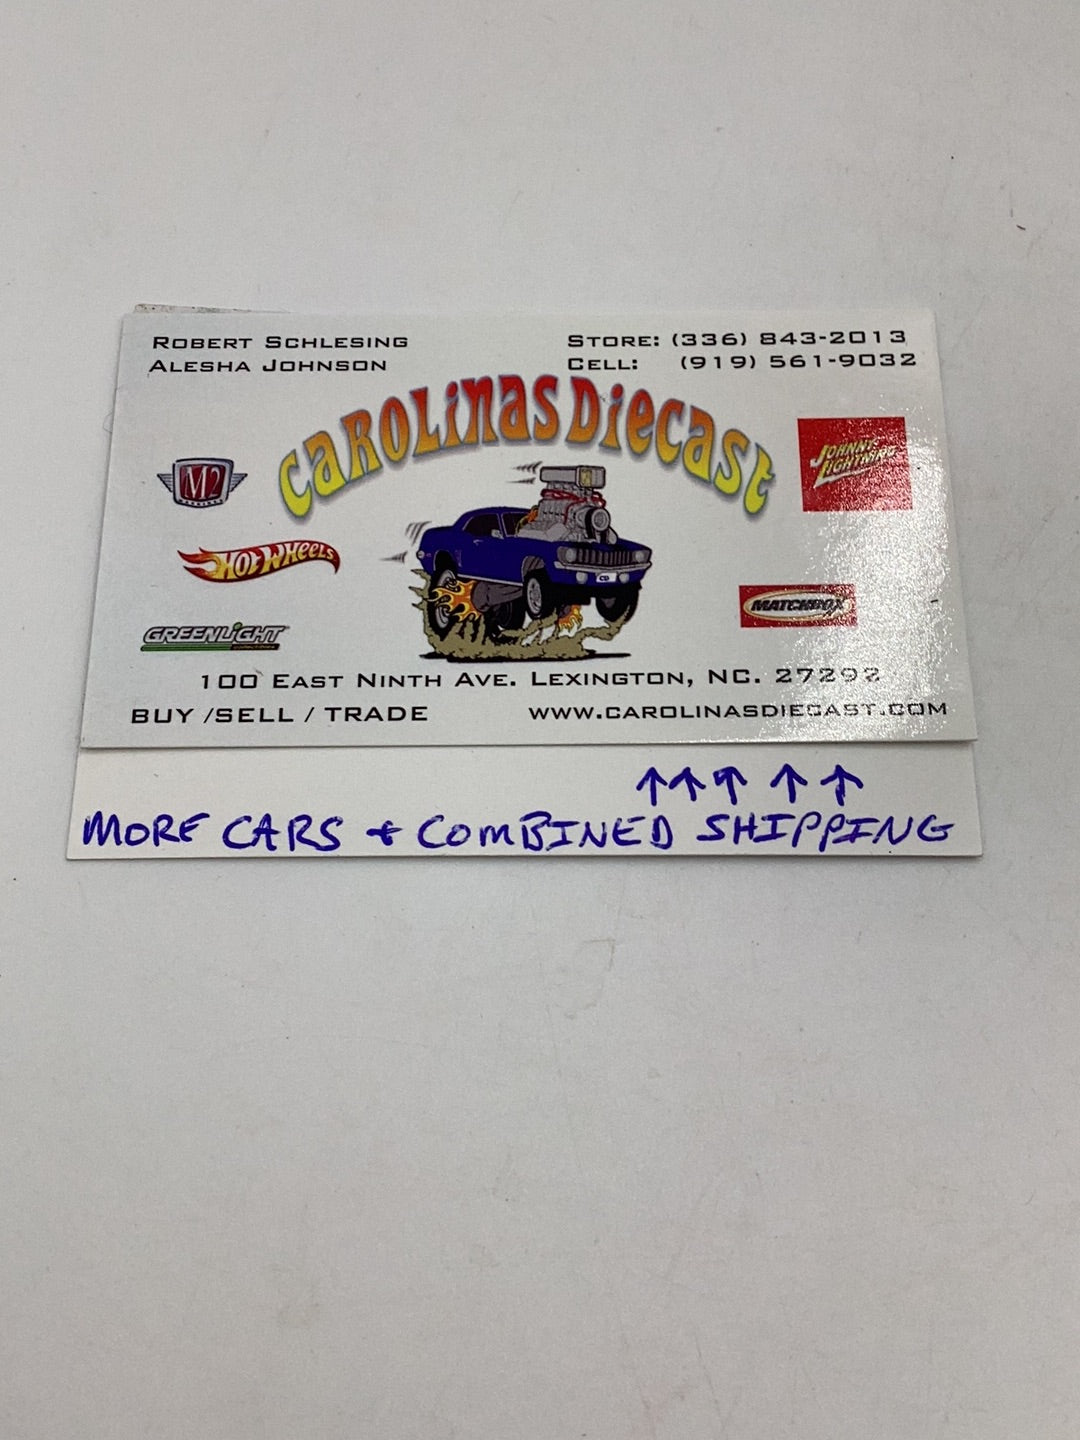 ROBERT SCHLESING
ALESHA JOHNSON
STORE: (336) 843-2013
CELL: (919) 561-9032
CAROLINAS DIECAST
M2
MACHINES
HOT WHEELS
GREENLIGHT
JOHNNY
LIGHTNING
MATCHBOX
CD
100 EAST NINTH AVE. LEXINGTON, NC. 27292
BUY /SELL / TRADE
WWW.CAROLINASDIECAST.COM
↑↑↑ ↑↑
MORE CARS + COMBINED SHIPPING